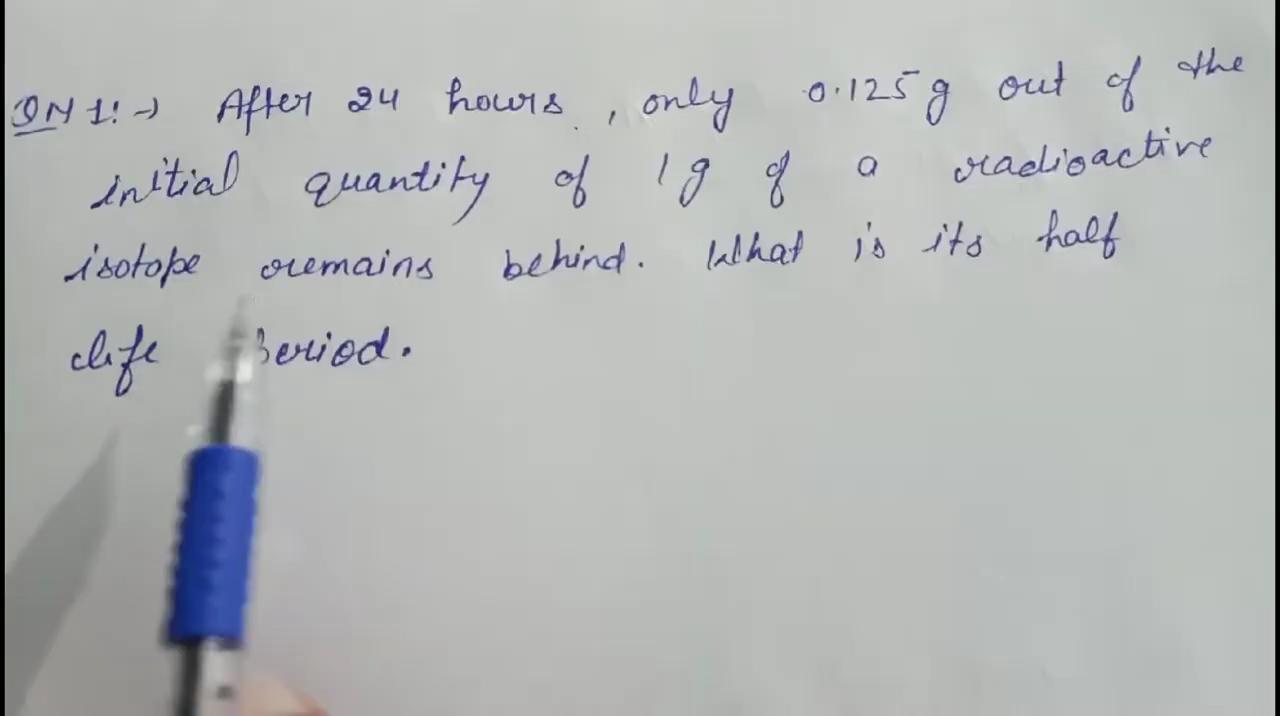 QN 1:→ After 24 hours, only 0.125g out of the
initial quantity of 1g of a radioactive
isotope remains behind. What is its half
life Period.